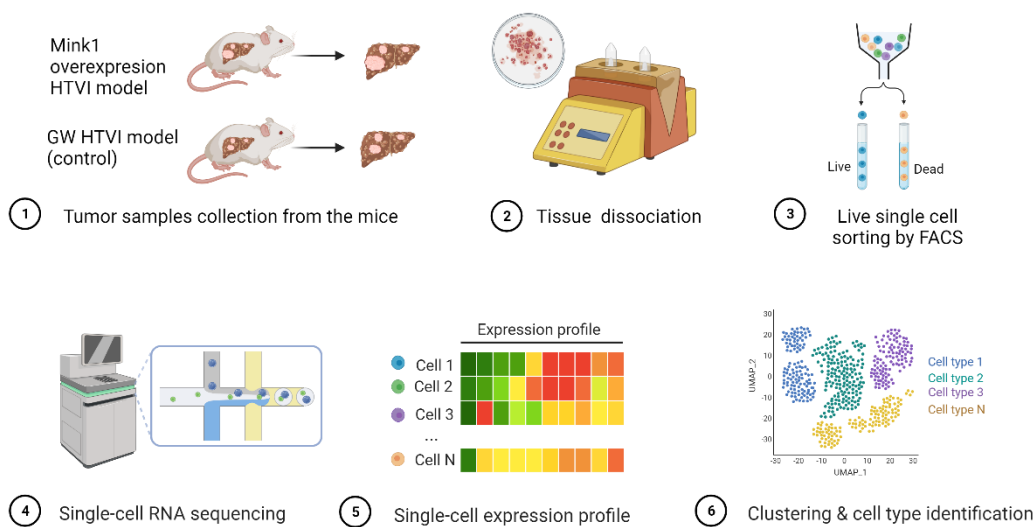 Mink1
overexpresion
HTVI model
GW HTVI model
(control)
1 Tumor samples collection from the mice
2 Tissue dissociation
Live
Dead
3 Live single cell
sorting by FACS
4 Single-cell RNA sequencing
Expression profile
Cell 1
Cell 2
Cell 3
...
Cell N
5 Single-cell expression profile
30
20
10
0
-10
-20
-30
UMAP_2
-30 -20 -10 0 10 20 30
UMAP_1
Cell type 1
Cell type 2
Cell type 3
Cell type N
6 Clustering & cell type identification